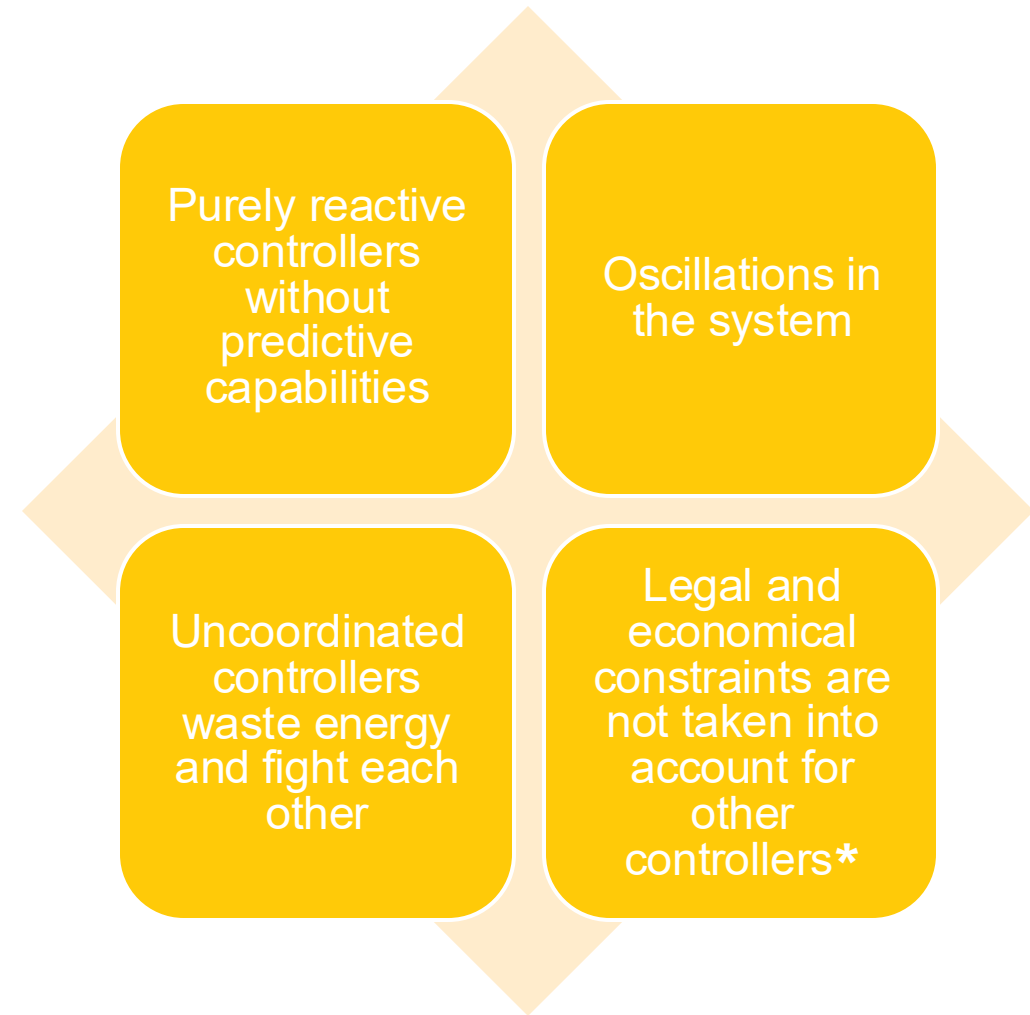 Purely reactive
controllers
without
predictive
capabilities
Oscillations in
the system
Uncoordinated
controllers
waste energy
and fight each
other
Legal and
economical
constraints are
not taken into
account for
other
controllers*